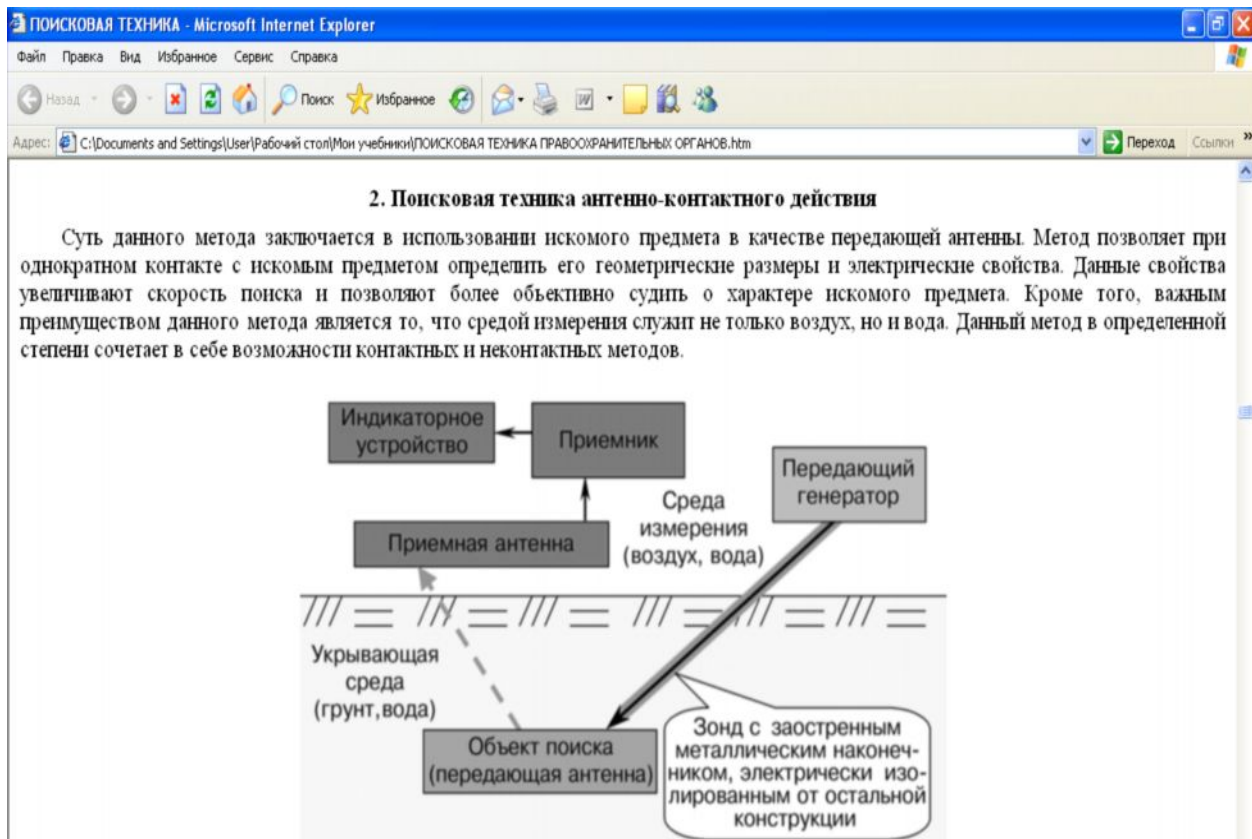 ПОИСКОВАЯ ТЕХНИКА - Microsoft Internet Explorer
Файл Правка Вид Избранное Сервис Справка
Назад Поиск Избранное
Адрес: C:\Documents and Settings\User\Рабочий стол\Мои учебники\ПОИСКОВАЯ ТЕХНИКА ПРАВООХРАНИТЕЛЬНЫХ ОРГАНОВ.htm Переход Ссылки »
2. Поисковая техника антенно-контактного действия
Суть данного метода заключается в использовании искомого предмета в качестве передающей антенны. Метод позволяет при
однократном контакте с искомым предметом определить его геометрические размеры и электрические свойства. Данные свойства
увеличивают скорость поиска и позволяют более объективно судить о характере искомого предмета. Кроме того, важным
преимуществом данного метода является то, что средой измерения служит не только воздух, но и вода. Данный метод в определенной
степени сочетает в себе возможности контактных и неконтактных методов.
Индикаторное
устройство
Приемник
Передающий
генератор
Среда
измерения
(воздух, вода)
Приемная антенна
Укрывающая
среда
(грунт,вода)
Объект поиска
(передающая антенна)
Зонд с заостренным
металлическим наконеч-
ником, электрически изо-
лированным от остальной
конструкции